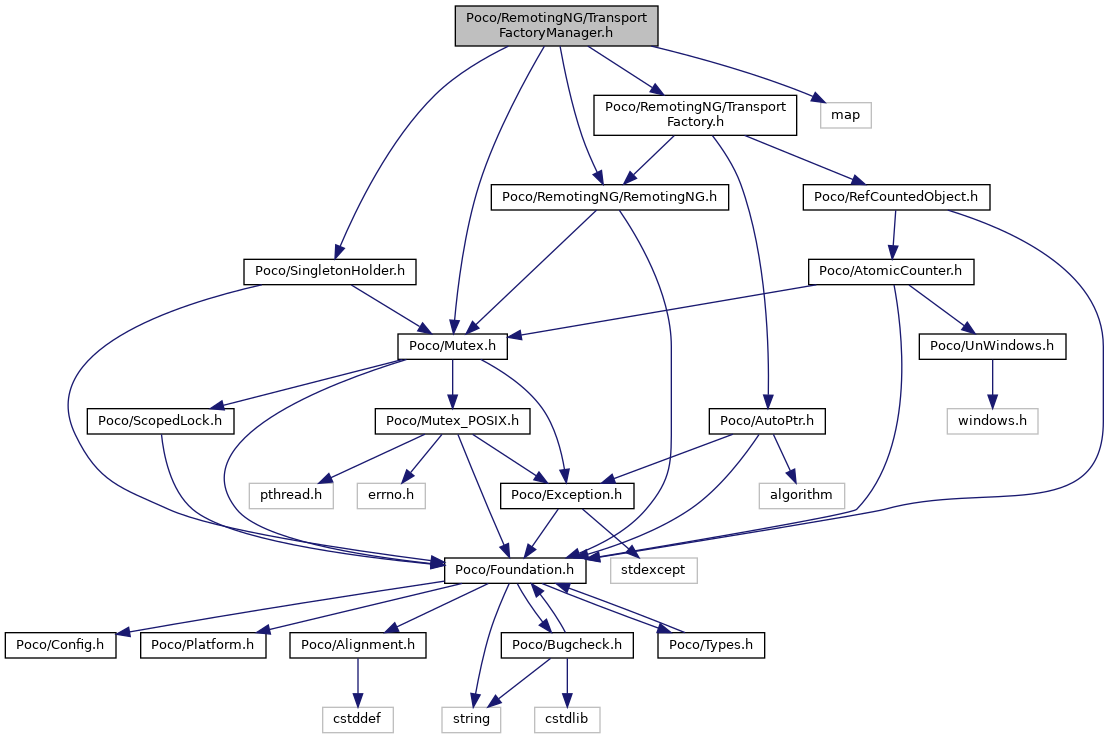 Poco/RemotingNG/Transport
FactoryManager.h
Poco/RemotingNG/Transport
Factory.h
map
Poco/RemotingNG/RemotingNG.h
Poco/RefCountedObject.h
Poco/SingletonHolder.h
Poco/AtomicCounter.h
Poco/Mutex.h
Poco/UnWindows.h
Poco/ScopedLock.h
Poco/Mutex_POSIX.h
Poco/AutoPtr.h
windows.h
pthread.h
errno.h
Poco/Exception.h
algorithm
Poco/Foundation.h
stdexcept
Poco/Config.h
Poco/Platform.h
Poco/Alignment.h
Poco/Bugcheck.h
Poco/Types.h
cstddef
string
cstdlib